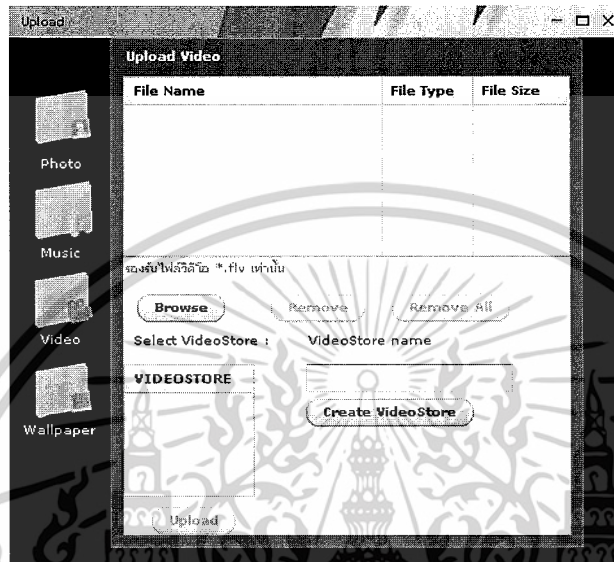 Upload
Upload Video
File Name File Type File Size
Photo
Music
Video
Wallpaper
รองรับไฟล์วิดีโอ *.flv เท่านั้น
Browse Remove Remove All
Select VideoStore : VideoStore name
VIDEOSTORE
Create VideoStore
Upload